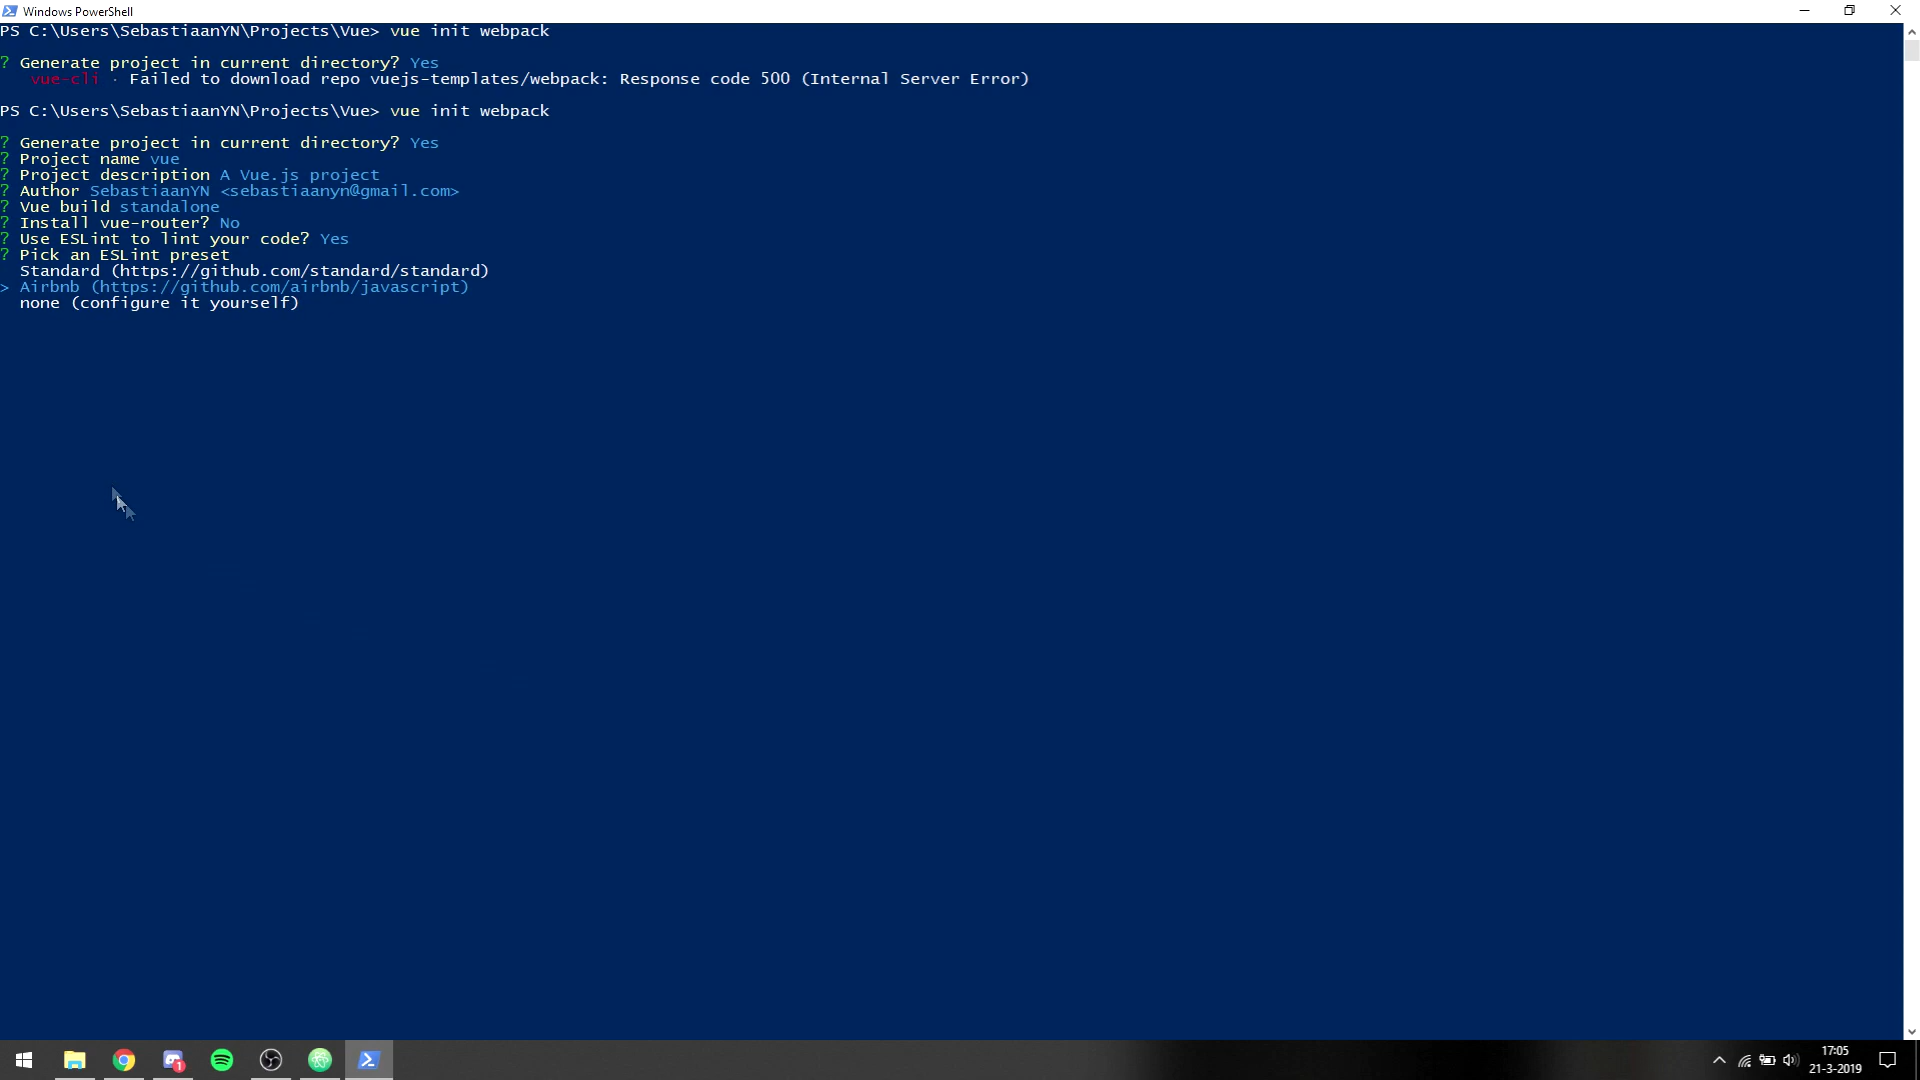 Windows PowerShell
PS C:\Users\SebastiaanYN\Projects\Vue> vue init webpack
? Generate project in current directory? Yes
vue-cli · Failed to download repo vuejs-templates/webpack: Response code 500 (Internal Server Error)
PS C:\Users\SebastiaanYN\Projects\Vue> vue init webpack
? Generate project in current directory? Yes
? Project name vue
? Project description A Vue.js project
? Author SebastiaanYN <sebastiaanyn@gmail.com>
? Vue build standalone
? Install vue-router? No
? Use ESLint to lint your code? Yes
? Pick an ESLint preset
Standard (https://github.com/standard/standard)
> Airbnb (https://github.com/airbnb/javascript)
none (configure it yourself)
1
17:05
21-3-2019